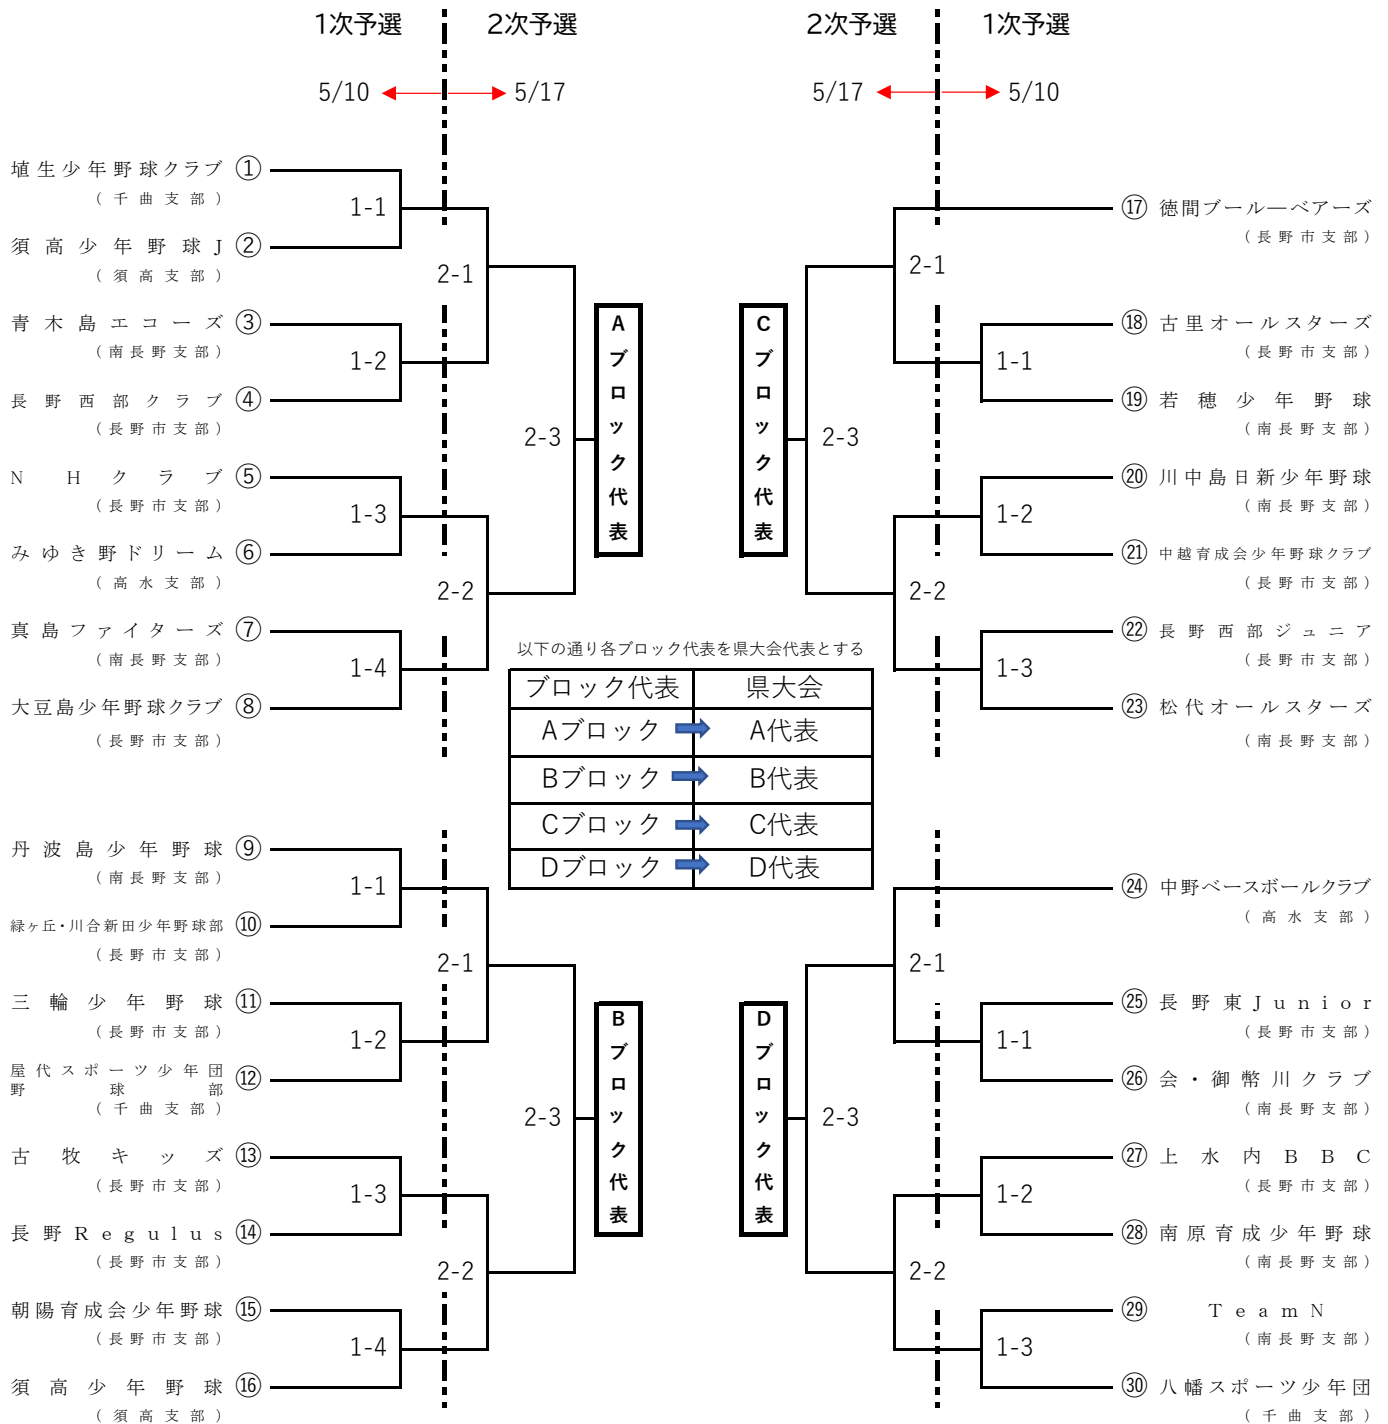 1次予選 2次予選 2次予選 1次予選
5/10 5/17 5/17 5/10
埴生少年野球クラブ ①
(千曲支部)
1-1
須高少年野球J ②
(須高支部)
2-1
青木島エコーズ ③
(南長野支部)
1-2
長野西部クラブ ④
(長野市支部)
2-3
Aブロック代表
NHクラブ ⑤
(長野市支部)
1-3
みゆき野ドリーム ⑥
(高水支部)
2-2
真島ファイターズ ⑦
(南長野支部)
1-4
大豆島少年野球クラブ ⑧
(長野市支部)
丹波島少年野球 ⑨
(南長野支部)
1-1
緑ヶ丘・川合新田少年野球部 ⑩
(長野市支部)
2-1
三輪少年野球 ⑪
(長野市支部)
1-2
屋代スポーツ少年団
野球部 ⑫
(千曲支部)
2-3
Bブロック代表
古牧キッズ ⑬
(長野市支部)
1-3
長野Regulus ⑭
(長野市支部)
2-2
朝陽育成会少年野球 ⑮
(長野市支部)
1-4
須高少年野球 ⑯
(須高支部)
以下の通り各ブロック代表を県大会代表とする
ブロック代表 県大会
Aブロック A代表
Bブロック B代表
Cブロック C代表
Dブロック D代表
⑰ 徳間ブール―ベアーズ
(長野市支部)
2-1
⑱ 古里オールスターズ
(長野市支部)
1-1
⑲ 若穂少年野球
(南長野支部)
Cブロック代表
2-3
⑳ 川中島日新少年野球
(南長野支部)
1-2
㉑ 中越育成会少年野球クラブ
(長野市支部)
2-2
㉒ 長野西部ジュニア
(長野市支部)
1-3
㉓ 松代オールスターズ
(南長野支部)
㉔ 中野ベースボールクラブ
(高水支部)
2-1
㉕ 長野東Junior
(長野市支部)
1-1
㉖ 会・御幣川クラブ
(南長野支部)
Dブロック代表
2-3
㉗ 上水内BBC
(長野市支部)
1-2
㉘ 南原育成少年野球
(南長野支部)
2-2
㉙ TeamN
(南長野支部)
1-3
㉚ 八幡スポーツ少年団
(千曲支部)